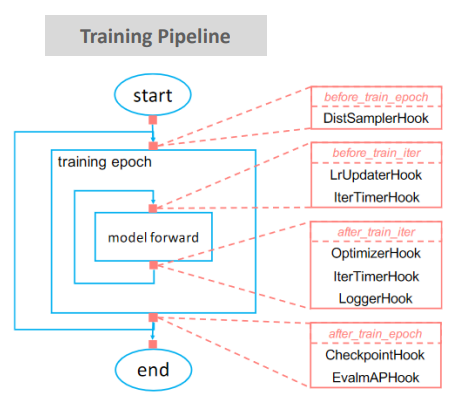 Training Pipeline
start
before_train_epoch
DistSamplerHook
training epoch
before_train_iter
LrUpdaterHook
IterTimerHook
model forward
after_train_iter
OptimizerHook
IterTimerHook
LoggerHook
after_train_epoch
CheckpointHook
EvalmAPHook
end